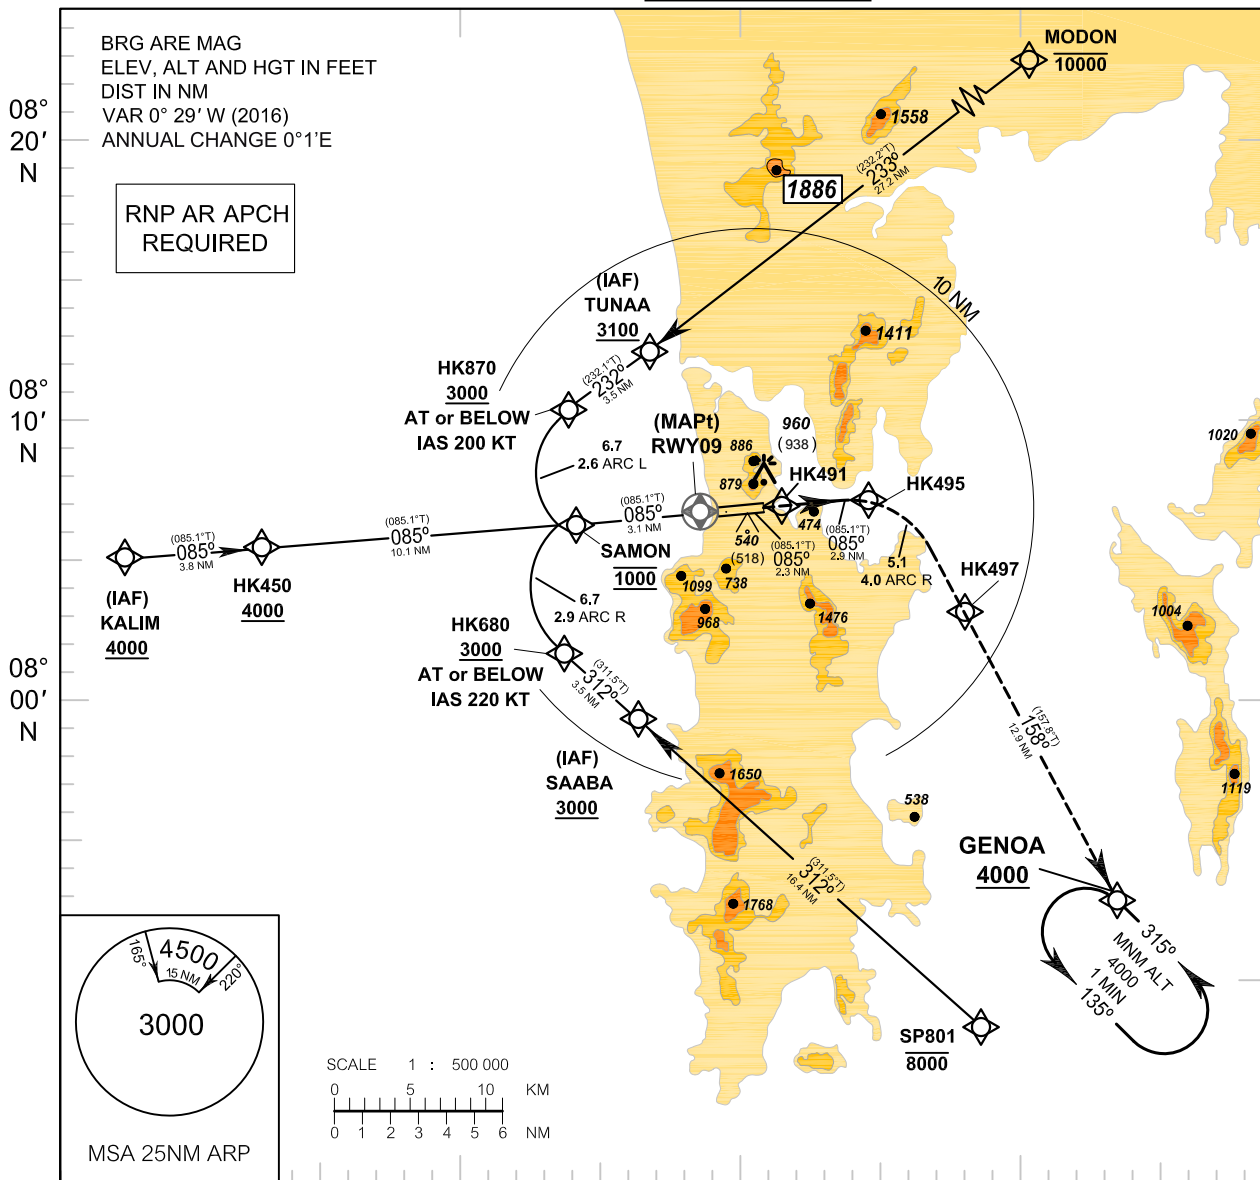 BRG ARE MAG
ELEV, ALT AND HGT IN FEET
DIST IN NM
VAR 0° 29′ W (2016)
ANNUAL CHANGE 0°1′E
RNP AR APCH
REQUIRED
08°
20′
N
08°
10′
N
08°
00′
N
MODON
10000
1558
1886
(232.2°T)
233°
27.2 NM
10 NM
(IAF)
TUNAA
3100
1411
HK870
3000
AT or BELOW
IAS 200 KT
(232.1°T)
232°
3.5 NM
(MAPt)
RWY09
960
(938)
886
879
HK491
HK495
1020
6.7
2.6 ARC L
(085.1°T)
085°
3.8 NM
(085.1°T)
085°
10.1 NM
(085.1°T)
085°
3.1 NM
474
540
(518)
(085.1°T)
085°
2.3 NM
(085.1°T)
085°
2.9 NM
5.1
4.0 ARC R
SAMON
1000
HK450
4000
(IAF)
KALIM
4000
1099
738
968
1476
HK497
1004
6.7
2.9 ARC R
HK680
3000
AT or BELOW
IAS 220 KT
(311.5°T)
312°
3.5 NM
(IAF)
SAABA
3000
1650
538
(157.8°T)
158°
12.9 NM
1119
GENOA
4000
(311.5°T)
312°
16.4 NM
1768
315°
MNM ALT
4000
1 MIN
135°
SP801
8000
165°
4500
15 NM
220°
3000
MSA 25NM ARP
SCALE 1 : 500 000
0 5 10 KM
0 1 2 3 4 5 6 NM